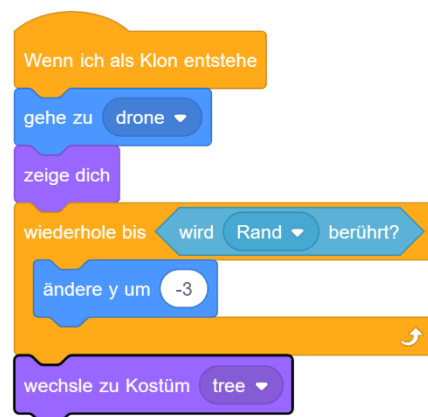 Wenn ich als Klon entstehe
gehe zu drone
zeige dich
wiederhole bis wird Rand berührt?
ändere y um -3
wechsle zu Kostüm tree